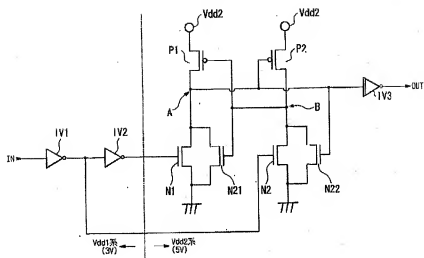 Vdd2
Vdd2
P1
P2
A
B
IV3
OUT
IV1
IV2
IN
N1
N21
N2
N22
Vdd1系
(3V)
Vdd2系
(5V)